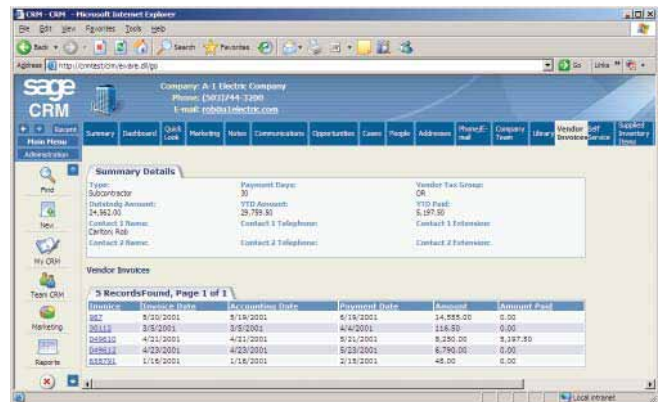 CRM - CRM - Microsoft Internet Explorer
File Edit View Favorites Tools Help
Back Search Favorites
Address Go Links
sage
CRM
Company: A-1 Electric Company
Phone: (503)744-3200
E-mail: rob@a1electric.com
Recent
Main Menu
Administration
Summary Dashboard Quick Look Marketing Notes Communications Opportunities Cases People Addresses Phone/E-mail Company Team Library Vendor Invoices Self Service Supplied Inventory Items
Find
New
My CRM
Team CRM
Marketing
Reports
Summary Details
Type: Payment Days: Vendor Tax Group:
Subcontractor 30 OR
Outstndg Amount: YTD Amount: YTD Paid:
24,562.00 29,759.50 5,197.50
Contact 1 Name: Contact 1 Telephone: Contact 1 Extension:
Carlton, Rob
Contact 2 Name: Contact 2 Telephone: Contact 2 Extension:
Vendor Invoices
5 RecordsFound, Page 1 of 1
Invoice Invoice Date Accounting Date Payment Date Amount Amount Paid
987 5/20/2001 5/19/2001 6/19/2001 14,555.00 0.00
30112 3/5/2001 3/5/2001 4/4/2001 116.50 0.00
D49610 4/21/2001 4/21/2001 5/21/2001 8,250.00 5,197.50
D49612 4/23/2001 4/23/2001 5/23/2001 6,790.00 0.00
1/16/2001 1/16/2001 2/15/2001 48.00 0.00
Local intranet